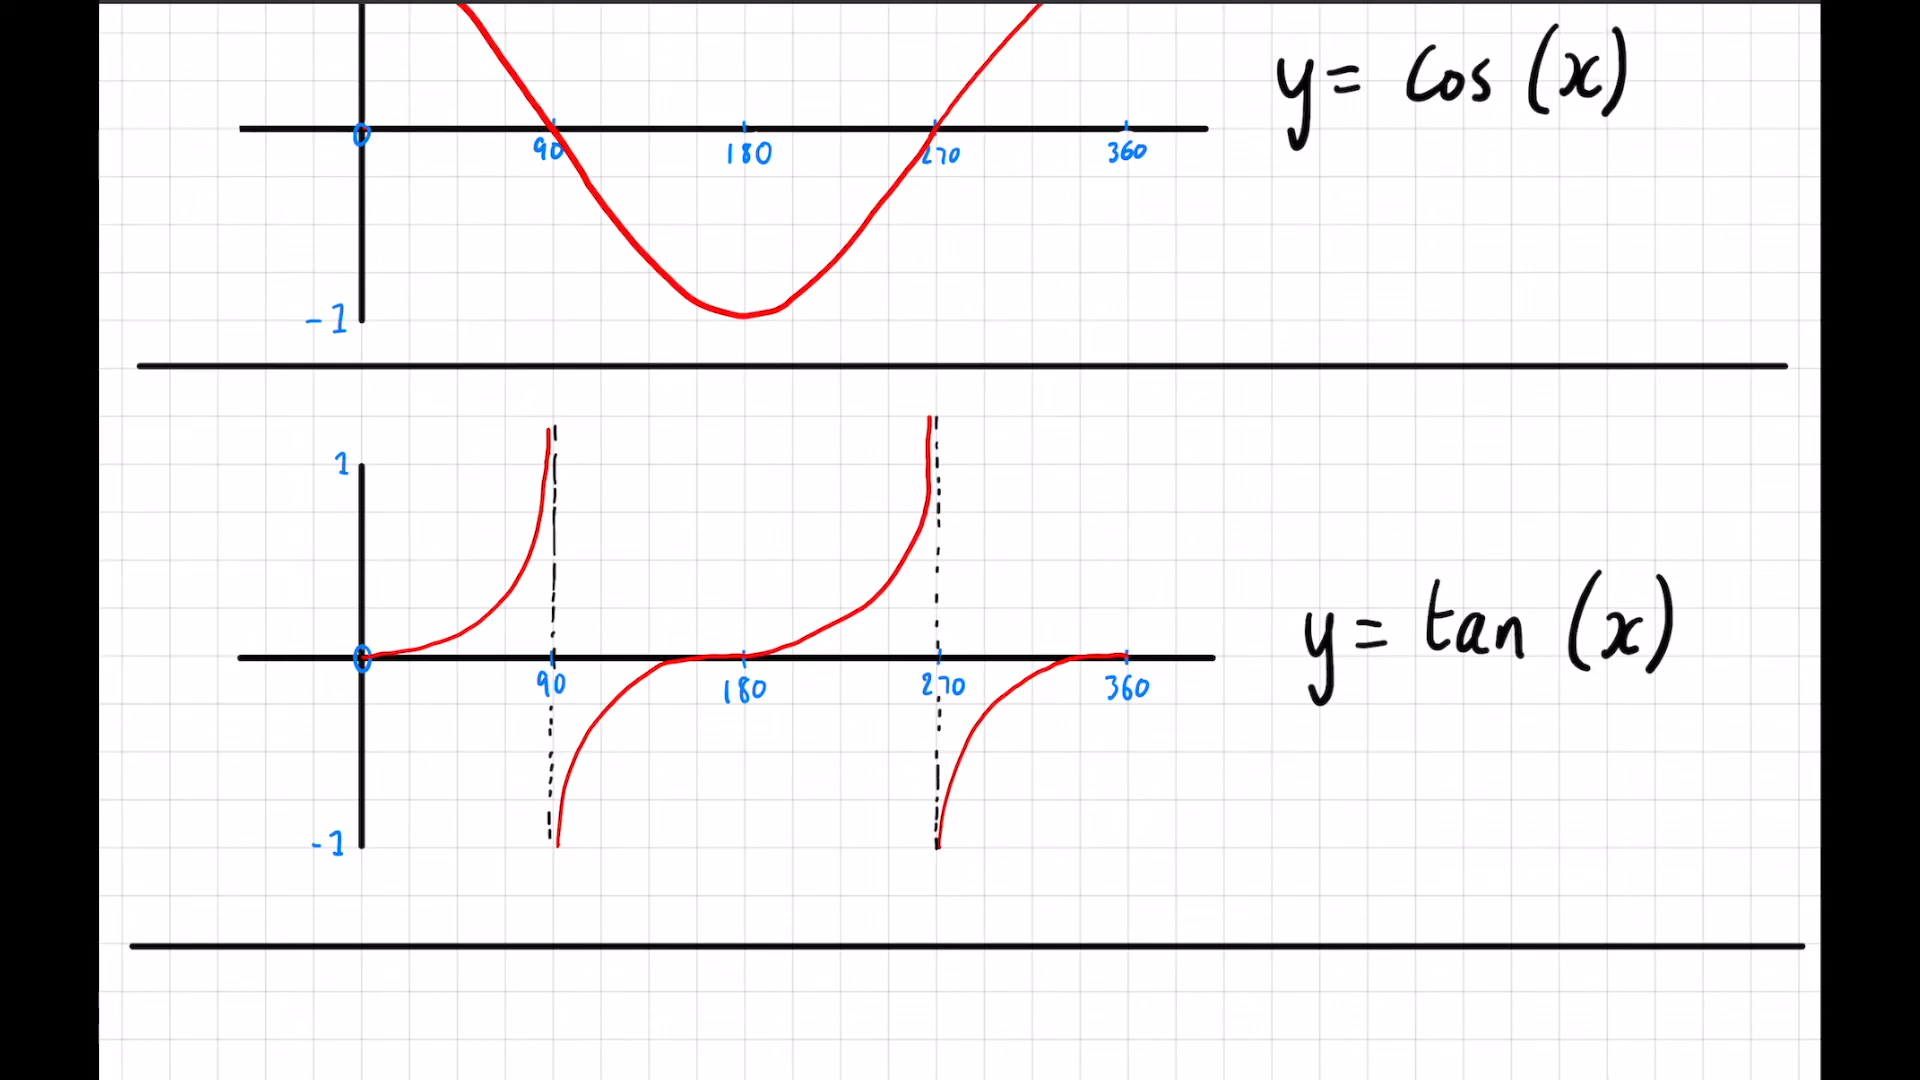 y = cos (x)
0 90 180 270 360
-1
1
y = tan (x)
0 90 180 270 360
-1